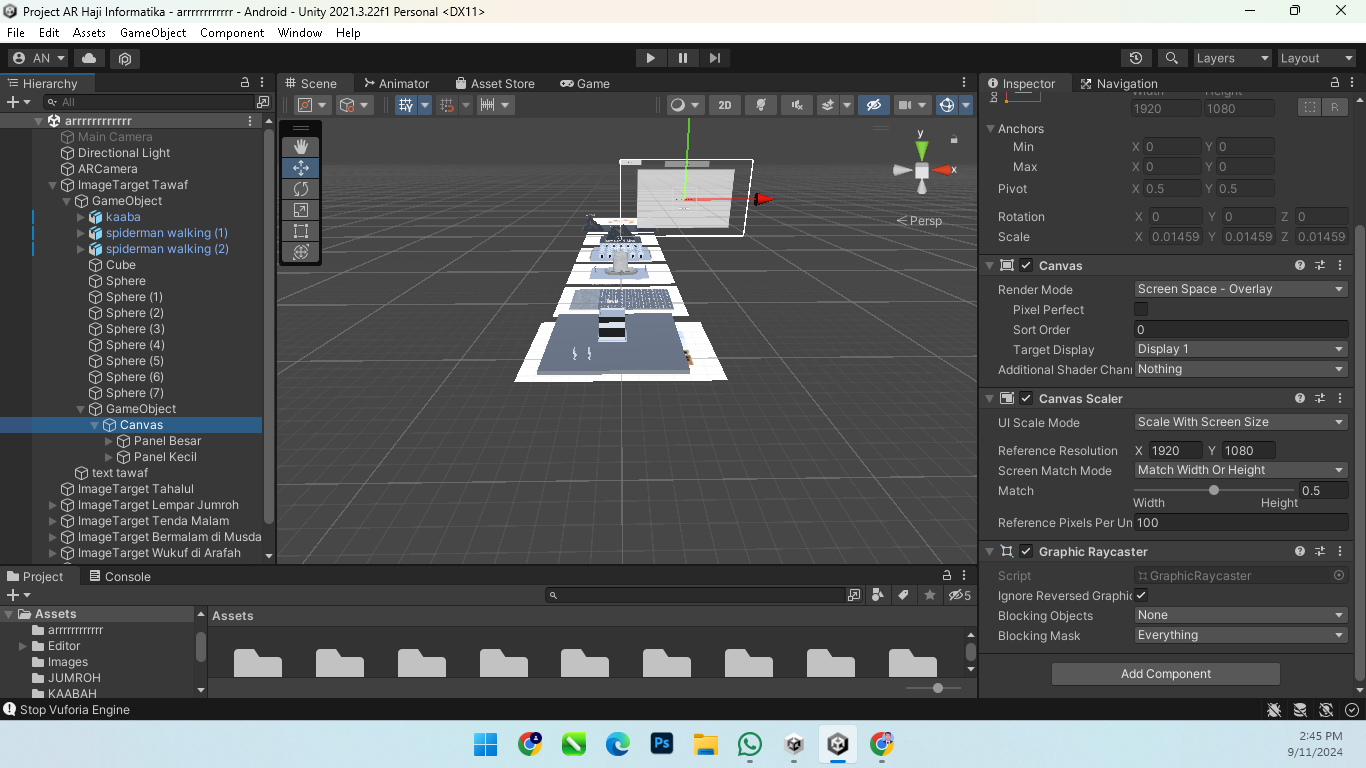 Project AR Haji Informatika - arrrrrrrrrrr - Android - Unity 2021.3.22f1 Personal <DX11>
File Edit Assets GameObject Component Window Help
AN Layers Layout
Hierarchy
All
arrrrrrrrrrrr
Main Camera
Directional Light
ARCamera
ImageTarget Tawaf
GameObject
kaaba
spiderman walking (1)
spiderman walking (2)
Cube
Sphere
Sphere (1)
Sphere (2)
Sphere (3)
Sphere (4)
Sphere (5)
Sphere (6)
Sphere (7)
GameObject
Canvas
Panel Besar
Panel Kecil
text tawaf
ImageTarget Tahalul
ImageTarget Lempar Jumroh
ImageTarget Tenda Malam
ImageTarget Bermalam di Musda
ImageTarget Wukuf di Arafah
Scene Animator Asset Store Game
2D
y
x
Persp
Inspector Navigation
Width Height
1920 1080 R
Anchors
Min X 0 Y 0
Max X 0 Y 0
Pivot X 0.5 Y 0.5
Rotation X 0 Y 0 Z 0
Scale X 0.01459 Y 0.01459 Z 0.01459
Canvas
Render Mode Screen Space - Overlay
Pixel Perfect
Sort Order 0
Target Display Display 1
Additional Shader Chann Nothing
Canvas Scaler
UI Scale Mode Scale With Screen Size
Reference Resolution X 1920 Y 1080
Screen Match Mode Match Width Or Height
Match 0.5
Width Height
Reference Pixels Per Un 100
Graphic Raycaster
Script GraphicRaycaster
Ignore Reversed Graphic
Blocking Objects None
Blocking Mask Everything
Add Component
Project Console
5
Assets
arrrrrrrrrrrr
Editor
Images
JUMROH
KAABAH
Assets
Stop Vuforia Engine
Ps
2:45 PM
9/11/2024